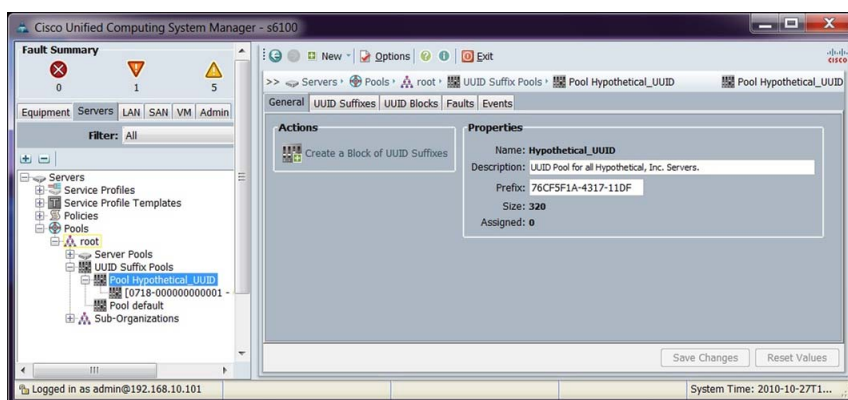 Cisco Unified Computing System Manager - s6100
Fault Summary
0 1 5
Equipment Servers LAN SAN VM Admin
Filter: All
Servers
Service Profiles
Service Profile Templates
Policies
Pools
root
Server Pools
UUID Suffix Pools
Pool Hypothetical_UUID
[0718-000000000001 -
Pool default
Sub-Organizations
New Options Exit
CISCO
>> Servers Pools root UUID Suffix Pools Pool Hypothetical_UUID Pool Hypothetical_UUID
General UUID Suffixes UUID Blocks Faults Events
Actions
Create a Block of UUID Suffixes
Properties
Name: Hypothetical_UUID
Description: UUID Pool for all Hypothetical, Inc. Servers.
Prefix: 76CF5F1A-4317-11DF
Size: 320
Assigned: 0
Save Changes Reset Values
Logged in as admin@192.168.10.101 System Time: 2010-10-27T1...